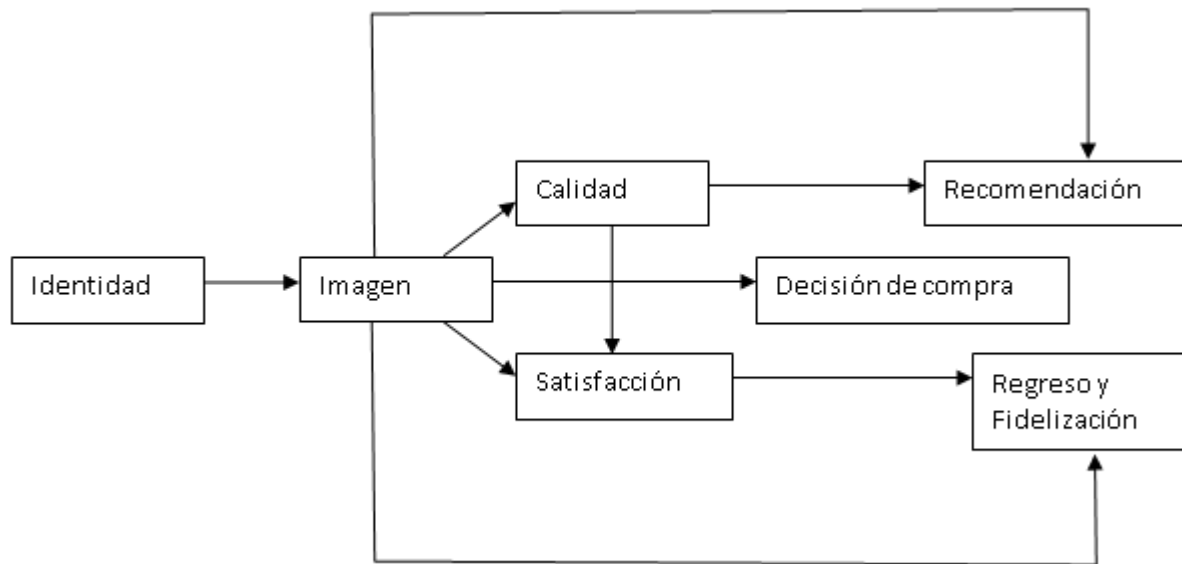 Calidad
Recomendación
Identidad
Imagen
Decisión de compra
Satisfacción
Regreso y
Fidelización